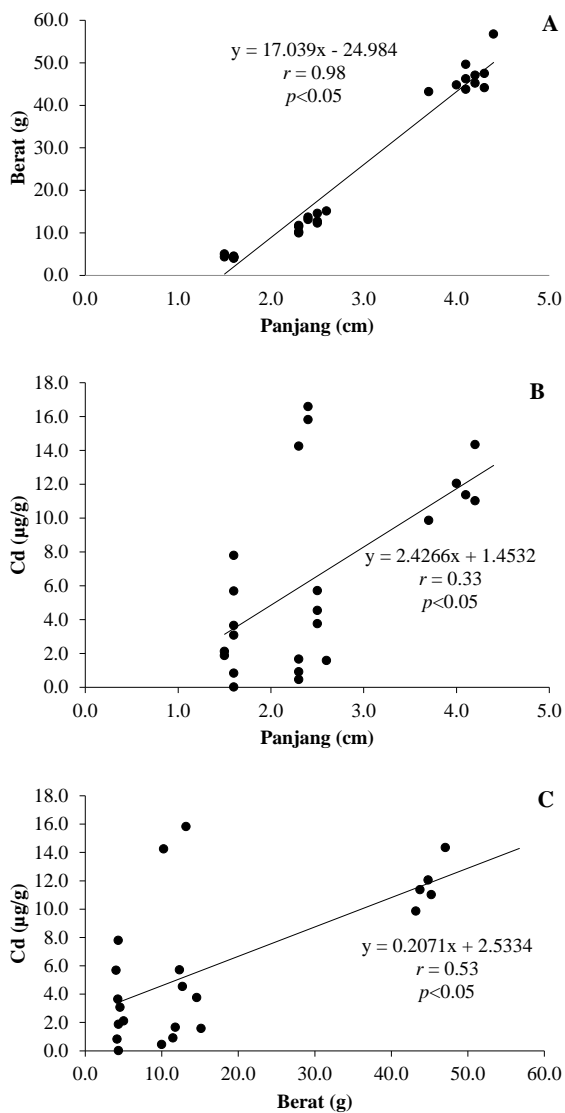 A
y = 17.039x - 24.984
r = 0.98
p<0.05
Berat (g)
60.0
50.0
40.0
30.0
20.0
10.0
0.0
0.0 1.0 2.0 3.0 4.0 5.0
Panjang (cm)
B
Cd (µg/g)
18.0
16.0
14.0
12.0
10.0
8.0
6.0
4.0
2.0
0.0
y = 2.4266x + 1.4532
r = 0.33
p<0.05
0.0 1.0 2.0 3.0 4.0 5.0
Panjang (cm)
C
Cd (µg/g)
18.0
16.0
14.0
12.0
10.0
8.0
6.0
4.0
2.0
0.0
y = 0.2071x + 2.5334
r = 0.53
p<0.05
0.0 10.0 20.0 30.0 40.0 50.0 60.0
Berat (g)